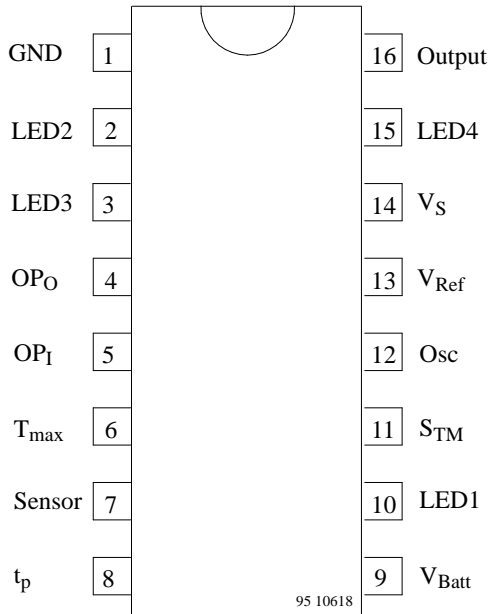 GND 1 16 Output
LED2 2 15 LED4
LED3 3 14 VS
OPO 4 13 VRef
OPI 5 12 Osc
Tmax 6 11 STM
Sensor 7 10 LED1
tp 8 9 VBatt
95 10618